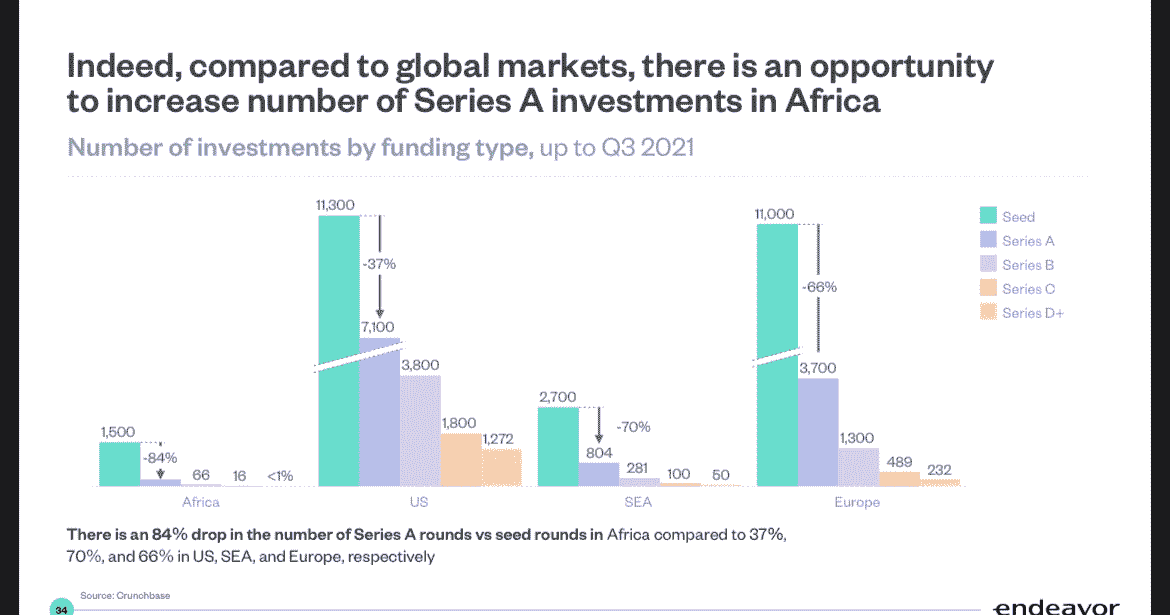 Indeed, compared to global markets, there is an opportunity
to increase number of Series A investments in Africa
Number of investments by funding type, up to Q3 2021
11,300
-37%
7,100
3,800
1,800
1,272
11,000
-66%
3,700
1,300
489
232
Seed
Series A
Series B
Series C
Series D+
1,500
-84%
66
16
<1%
2,700
-70%
804
281
100
50
Africa
US
SEA
Europe
There is an 84% drop in the number of Series A rounds vs seed rounds in Africa compared to 37%,
70%, and 66% in US, SEA, and Europe, respectively
Source: Crunchbase
34
endeavor